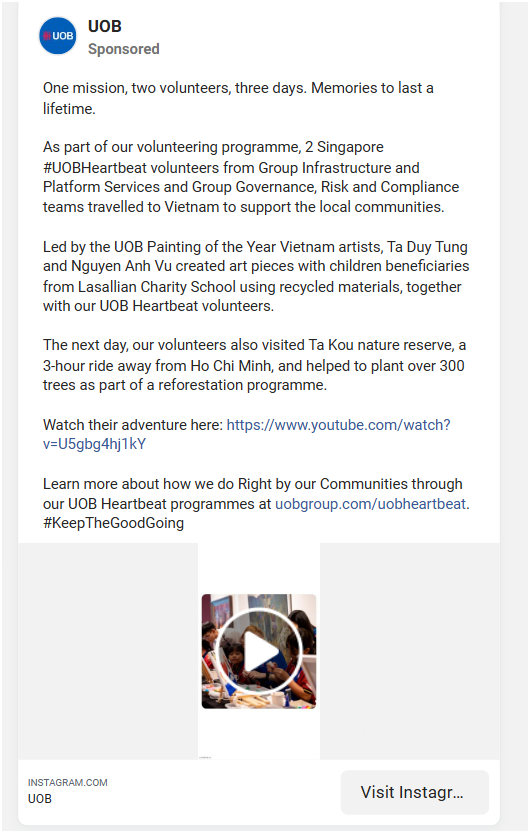 UOB
UOB
Sponsored
One mission, two volunteers, three days. Memories to last a
lifetime.
As part of our volunteering programme, 2 Singapore
#UOBHeartbeat volunteers from Group Infrastructure and
Platform Services and Group Governance, Risk and Compliance
teams travelled to Vietnam to support the local communities.
Led by the UOB Painting of the Year Vietnam artists, Ta Duy Tung
and Nguyen Anh Vu created art pieces with children beneficiaries
from Lasallian Charity School using recycled materials, together
with our UOB Heartbeat volunteers.
The next day, our volunteers also visited Ta Kou nature reserve, a
3-hour ride away from Ho Chi Minh, and helped to plant over 300
trees as part of a reforestation programme.
Watch their adventure here: https://www.youtube.com/watch?
v=U5gbg4hj1kY
Learn more about how we do Right by our Communities through
our UOB Heartbeat programmes at uobgroup.com/uobheartbeat.
#KeepTheGoodGoing
INSTAGRAM.COM
UOB
Visit Instagr...